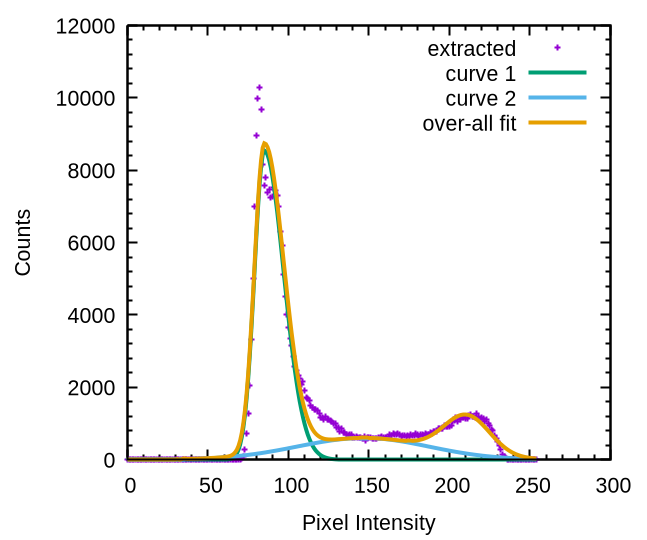 12000
10000
8000
6000
4000
2000
0
Counts
extracted
curve 1
curve 2
over-all fit
0 50 100 150 200 250 300
Pixel Intensity